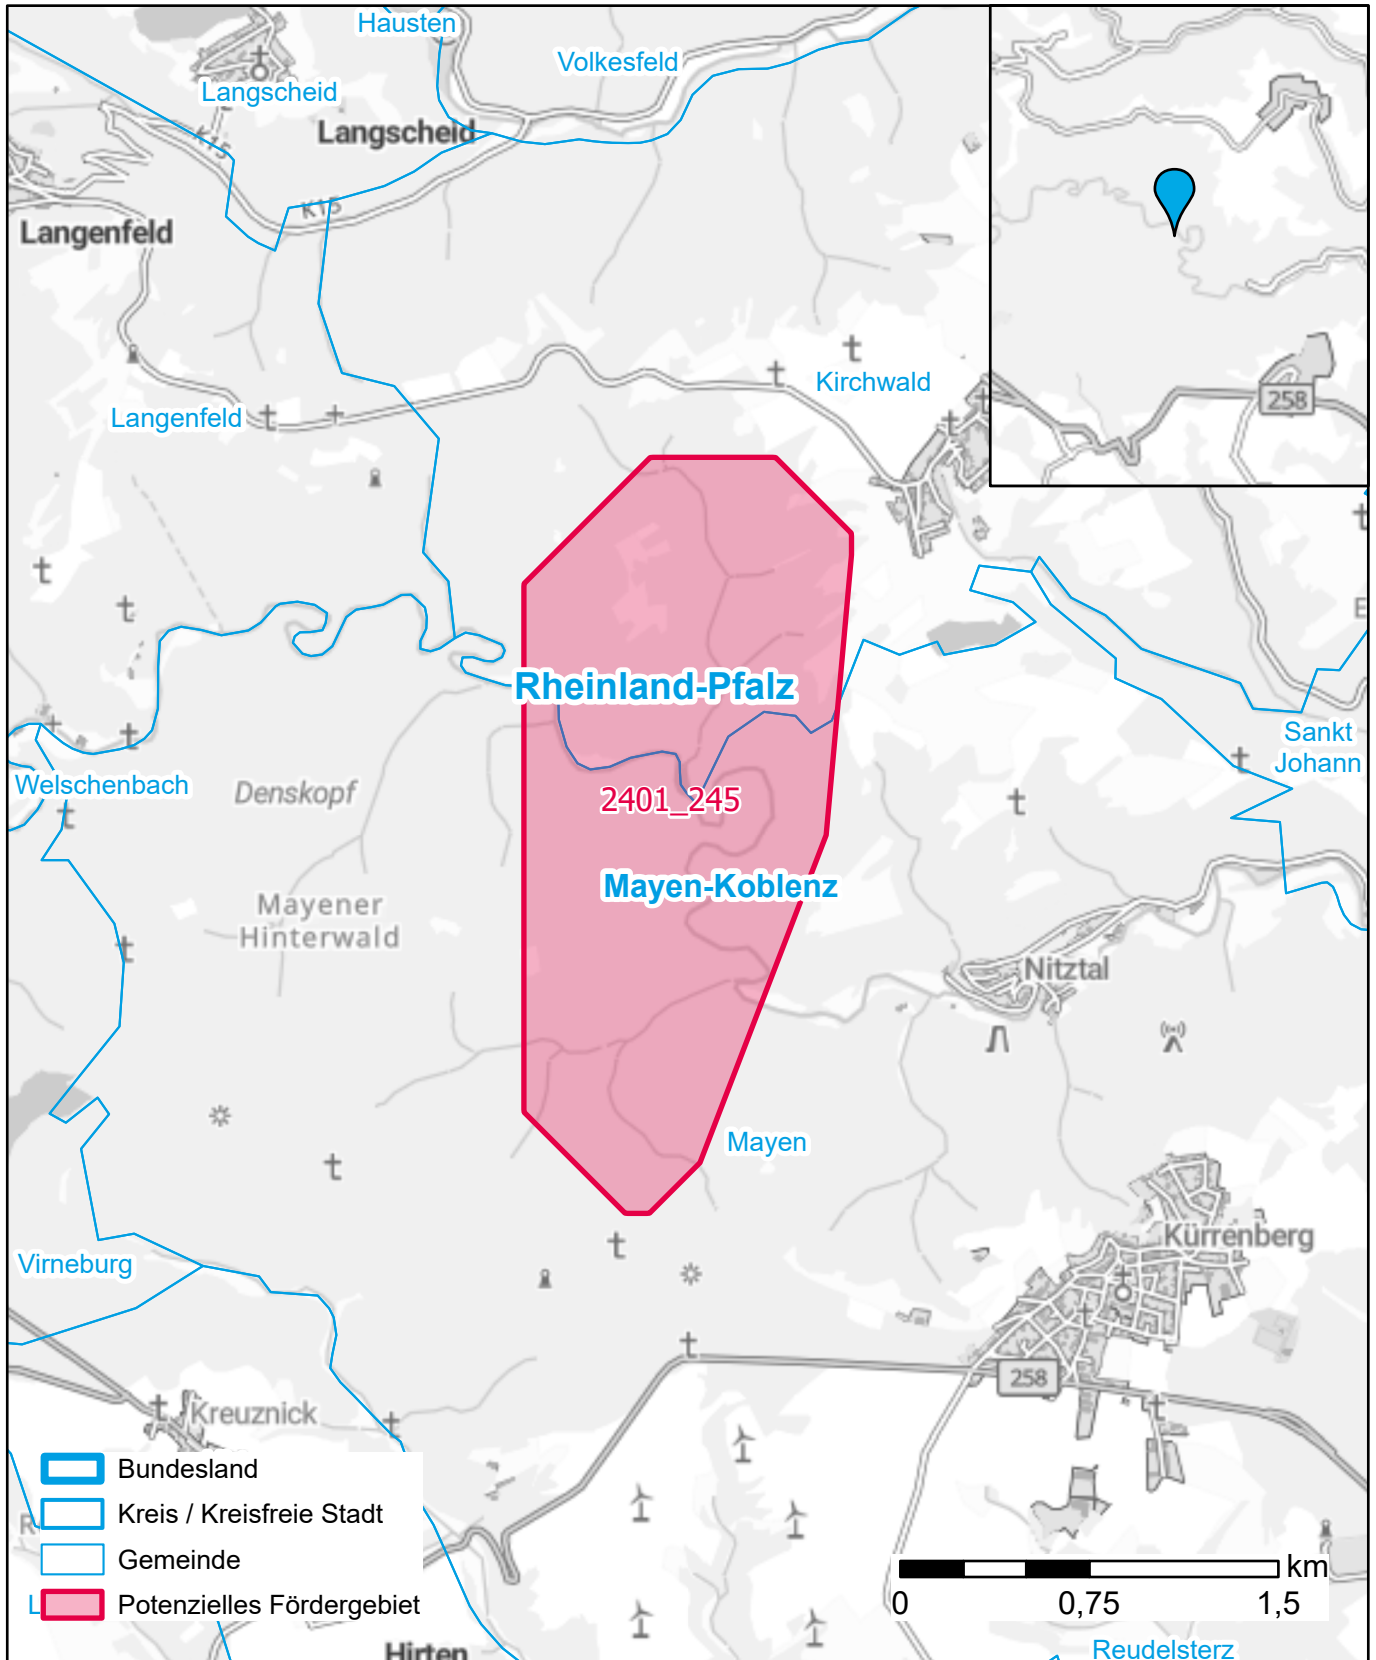 Hausten
Volkesfeld
Langscheid
Langscheid
K15
K15
Langenfeld
258
Kirchwald
Langenfeld
E
Rheinland-Pfalz
Sankt
Johann
Welschenbach
Denskopf
2401_245
Mayen-Koblenz
Mayener
Hinterwald
Nitztal
Mayen
Kürrenberg
Virneburg
258
Kreuznick
Bundesland
Kreis / Kreisfreie Stadt
R
Gemeinde
L
Potenzielles Fördergebiet
km
0
0,75
1,5
Hirten
Reudelsterz